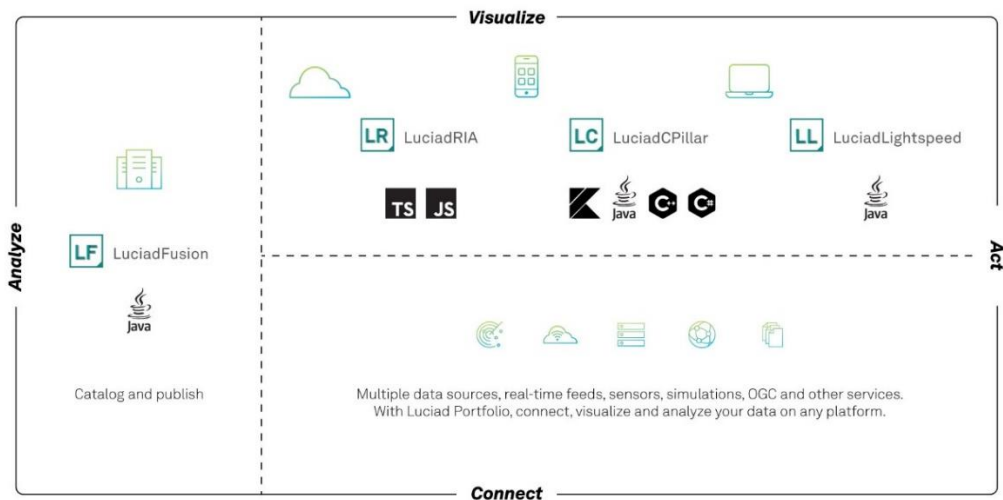 Visualize
LR LuciadRIA
LC LuciadCPillar
LL LuciadLightspeed
TS JS
Java
C++
C#
Java
Analyze
LF LuciadFusion
Java
Catalog and publish
Act
Multiple data sources, real-time feeds, sensors, simulations, OGC and other services.
With Luciad Portfolio, connect, visualize and analyze your data on any platform.
Connect